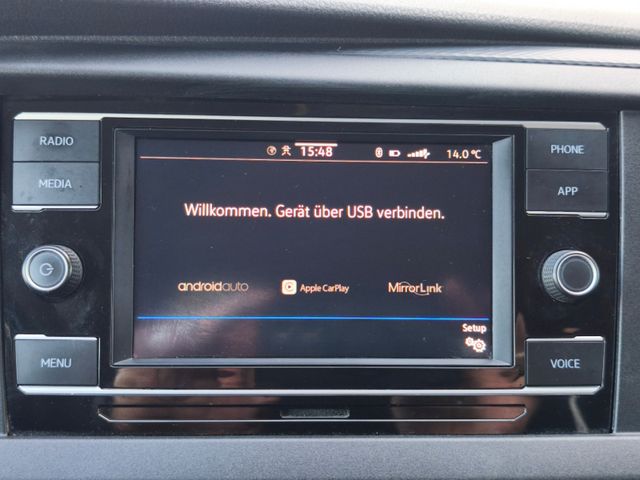 RADIO
MEDIA
MENU
15:48
14.0 °C
Willkommen. Gerät über USB verbinden.
androidauto
Apple CarPlay
MirrorLink
Setup
PHONE
APP
VOICE